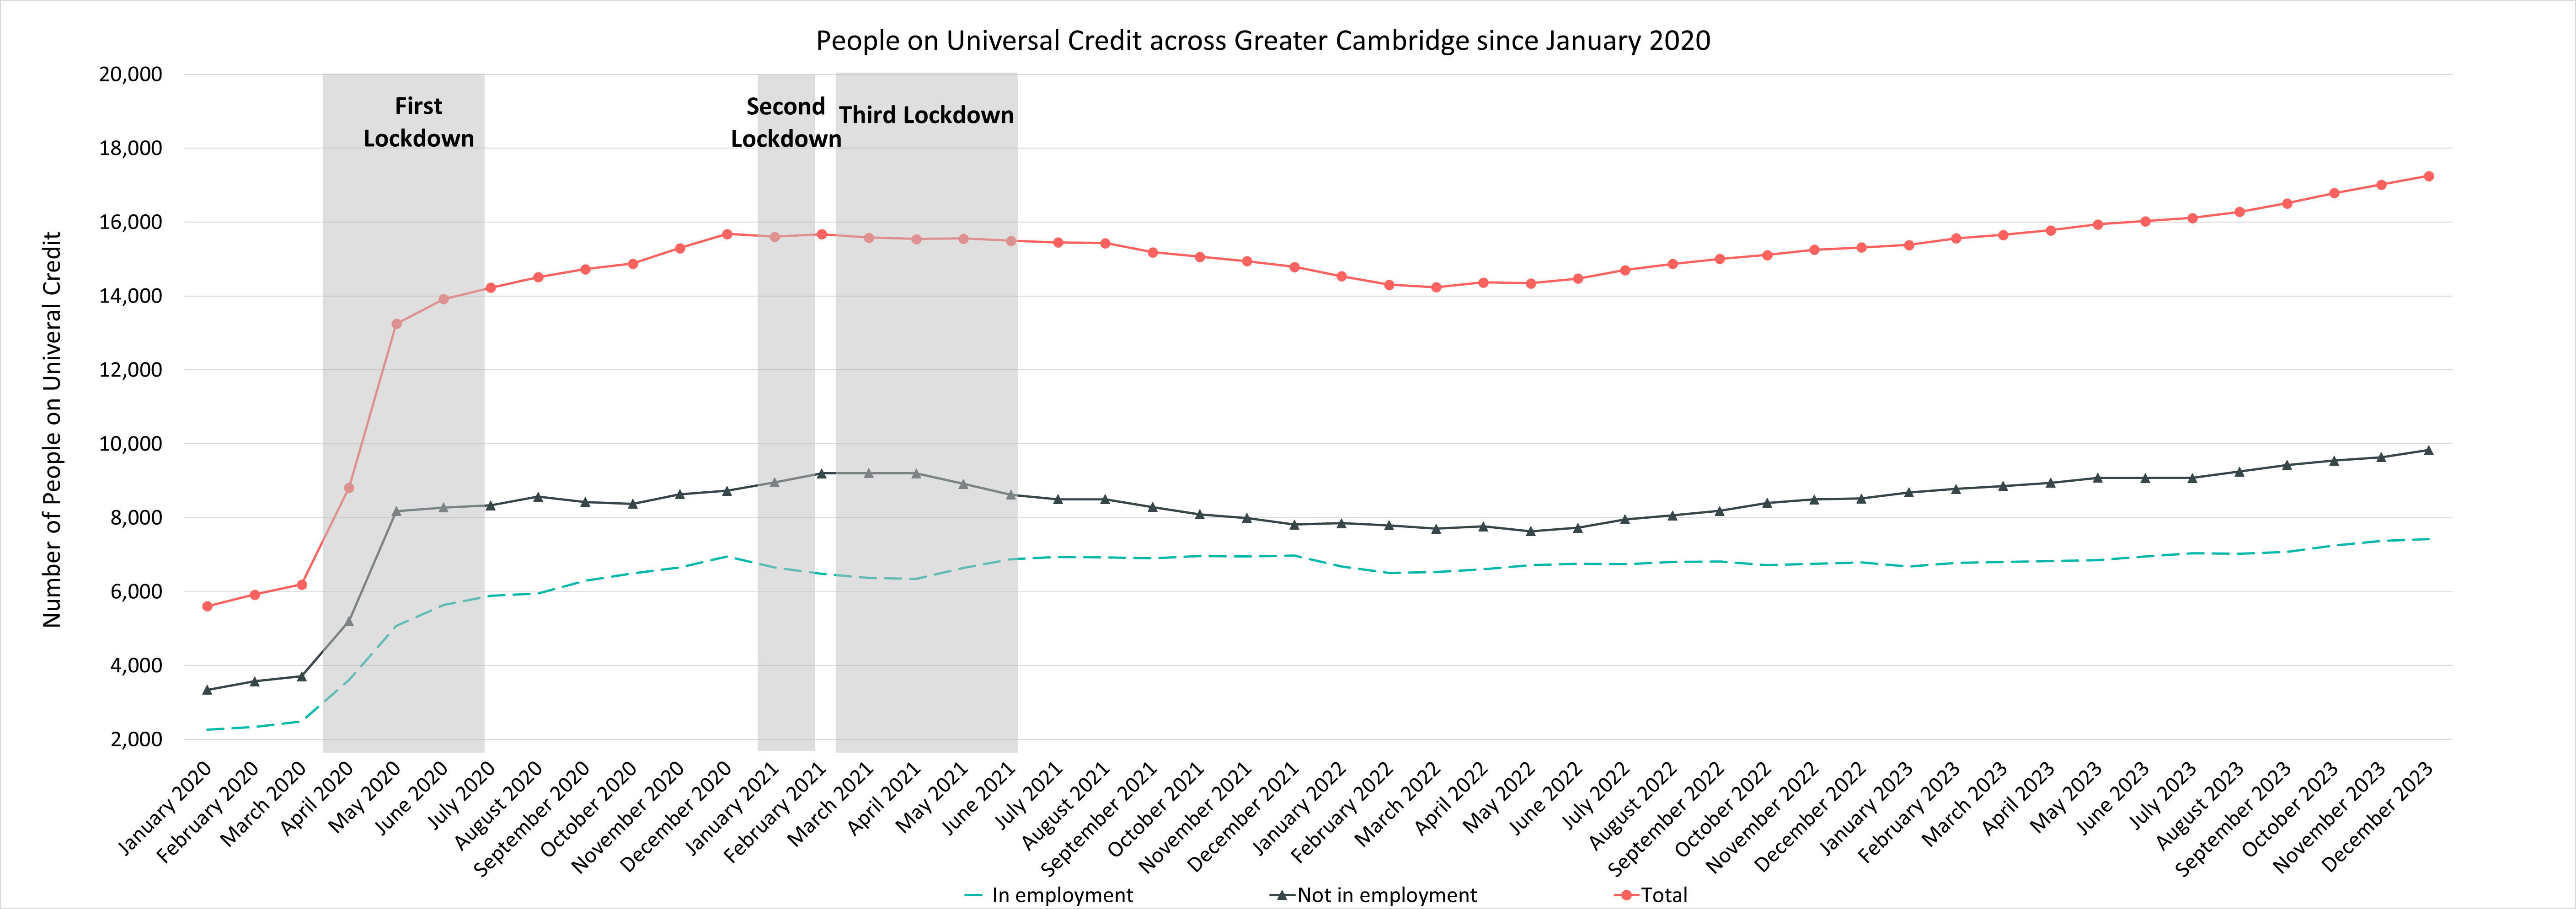 People on Universal Credit across Greater Cambridge since January 2020
Number of People on Univeral Credit
20,000
18,000
16,000
14,000
12,000
10,000
8,000
6,000
4,000
2,000
First
Lockdown
Second
Lockdown
Third Lockdown
January 2020
February 2020
March 2020
April 2020
May 2020
June 2020
July 2020
August 2020
September 2020
October 2020
November 2020
December 2020
January 2021
February 2021
March 2021
April 2021
May 2021
June 2021
July 2021
August 2021
September 2021
October 2021
November 2021
December 2021
January 2022
February 2022
March 2022
April 2022
May 2022
June 2022
July 2022
August 2022
September 2022
October 2022
November 2022
December 2022
January 2023
February 2023
March 2023
April 2023
May 2023
June 2023
July 2023
August 2023
September 2023
October 2023
November 2023
December 2023
In employment
Not in employment
Total